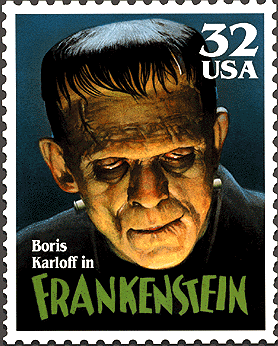 32
USA
Boris
Karloff in
FRANKENSTEIN